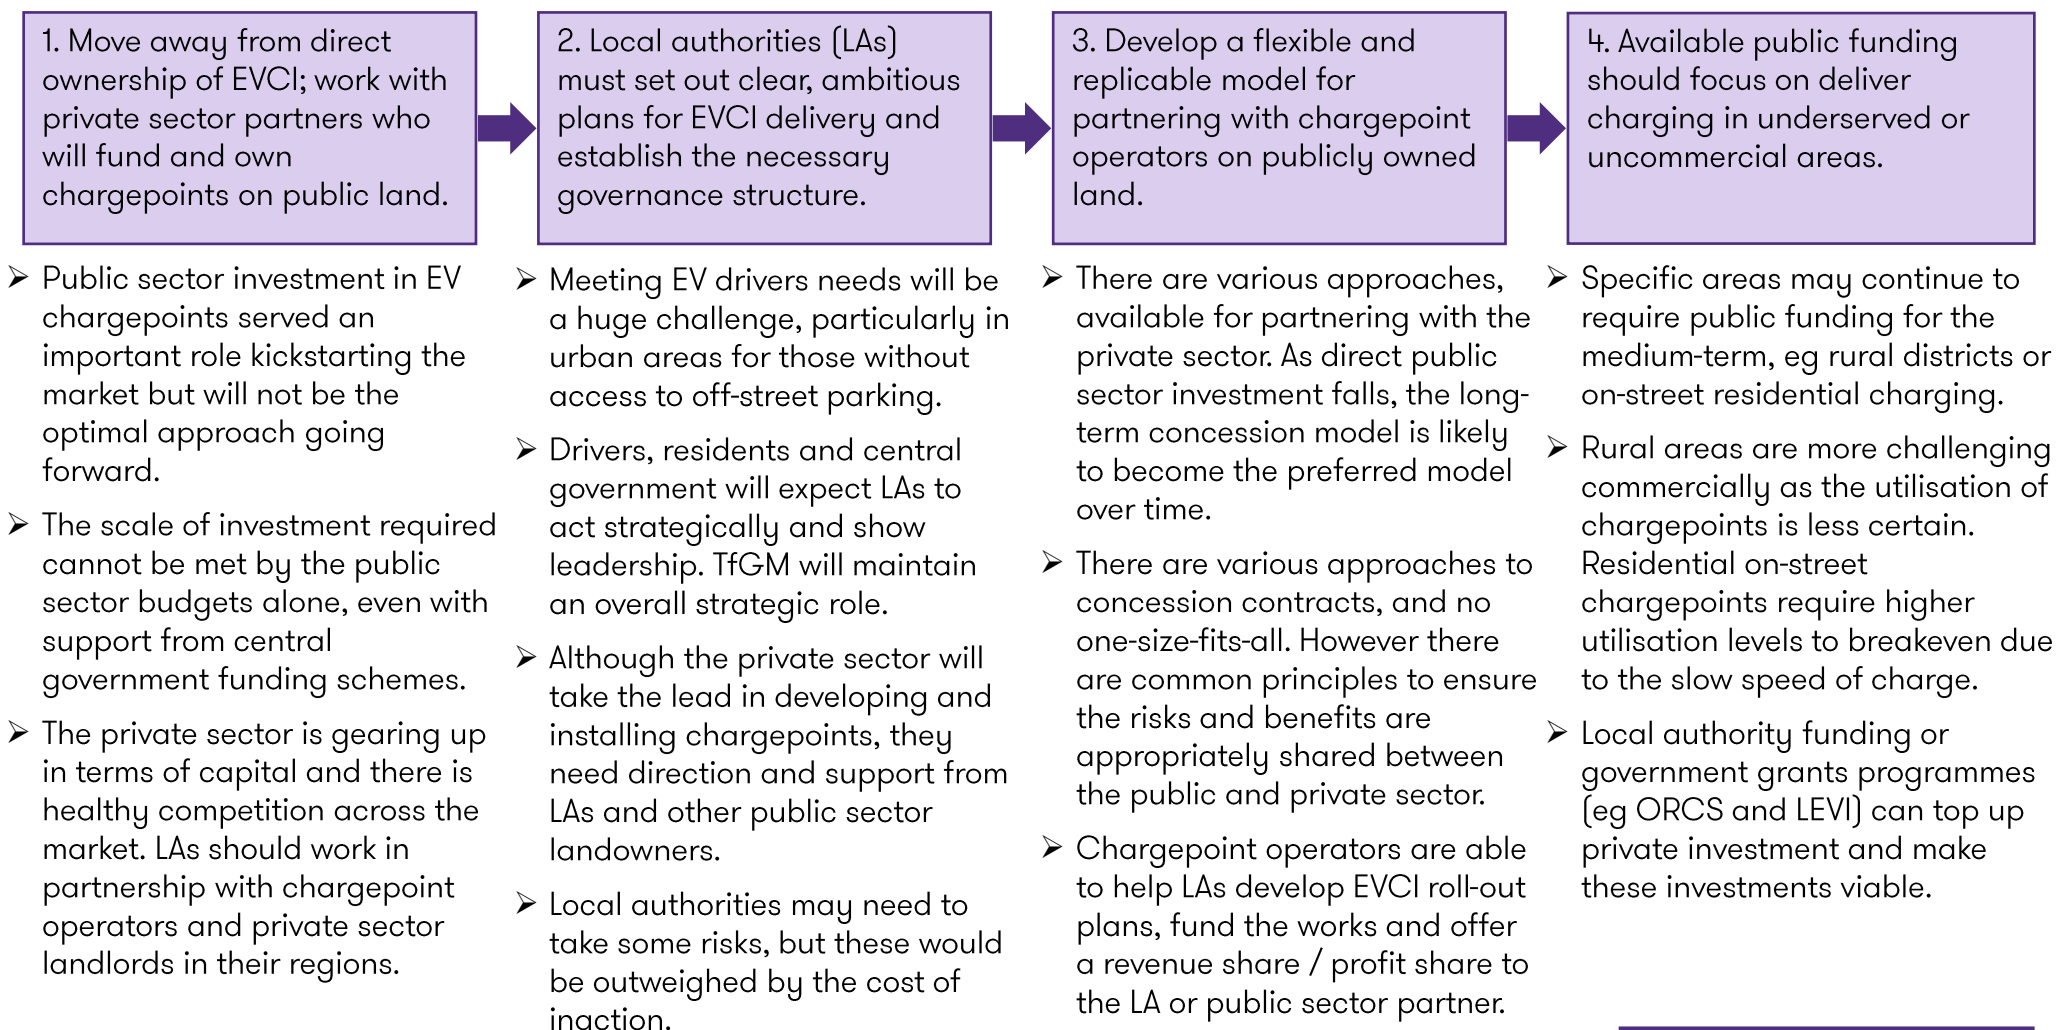 1. Move away from direct
ownership of EVCI; work with
private sector partners who
will fund and own
chargepoints on public land.
2. Local authorities (LAs)
must set out clear, ambitious
plans for EVCI delivery and
establish the necessary
governance structure.
3. Develop a flexible and
replicable model for
partnering with chargepoint
operators on publicly owned
land.
4. Available public funding
should focus on deliver
charging in underserved or
uncommercial areas.
➢ Public sector investment in EV
chargepoints served an
important role kickstarting the
market but will not be the
optimal approach going
forward.
➢ The scale of investment required
cannot be met by the public
sector budgets alone, even with
support from central
government funding schemes.
➢ The private sector is gearing up
in terms of capital and there is
healthy competition across the
market. LAs should work in
partnership with chargepoint
operators and private sector
landlords in their regions.
➢ Meeting EV drivers needs will be
a huge challenge, particularly in
urban areas for those without
access to off-street parking.
➢ Drivers, residents and central
government will expect LAs to
act strategically and show
leadership. TfGM will maintain
an overall strategic role.
➢ Although the private sector will
take the lead in developing and
installing chargepoints, they
need direction and support from
LAs and other public sector
landowners.
➢ Local authorities may need to
take some risks, but these would
be outweighed by the cost of
inaction.
➢ There are various approaches,
available for partnering with the
private sector. As direct public
sector investment falls, the long-
term concession model is likely
to become the preferred model
over time.
➢ There are various approaches to
concession contracts, and no
one-size-fits-all. However there
are common principles to ensure
the risks and benefits are
appropriately shared between
the public and private sector.
➢ Chargepoint operators are able
to help LAs develop EVCI roll-out
plans, fund the works and offer
a revenue share / profit share to
the LA or public sector partner.
➢ Specific areas may continue to
require public funding for the
medium-term, eg rural districts or
on-street residential charging.
➢ Rural areas are more challenging
commercially as the utilisation of
chargepoints is less certain.
Residential on-street
chargepoints require higher
utilisation levels to breakeven due
to the slow speed of charge.
➢ Local authority funding or
government grants programmes
(eg ORCS and LEVI) can top up
private investment and make
these investments viable.